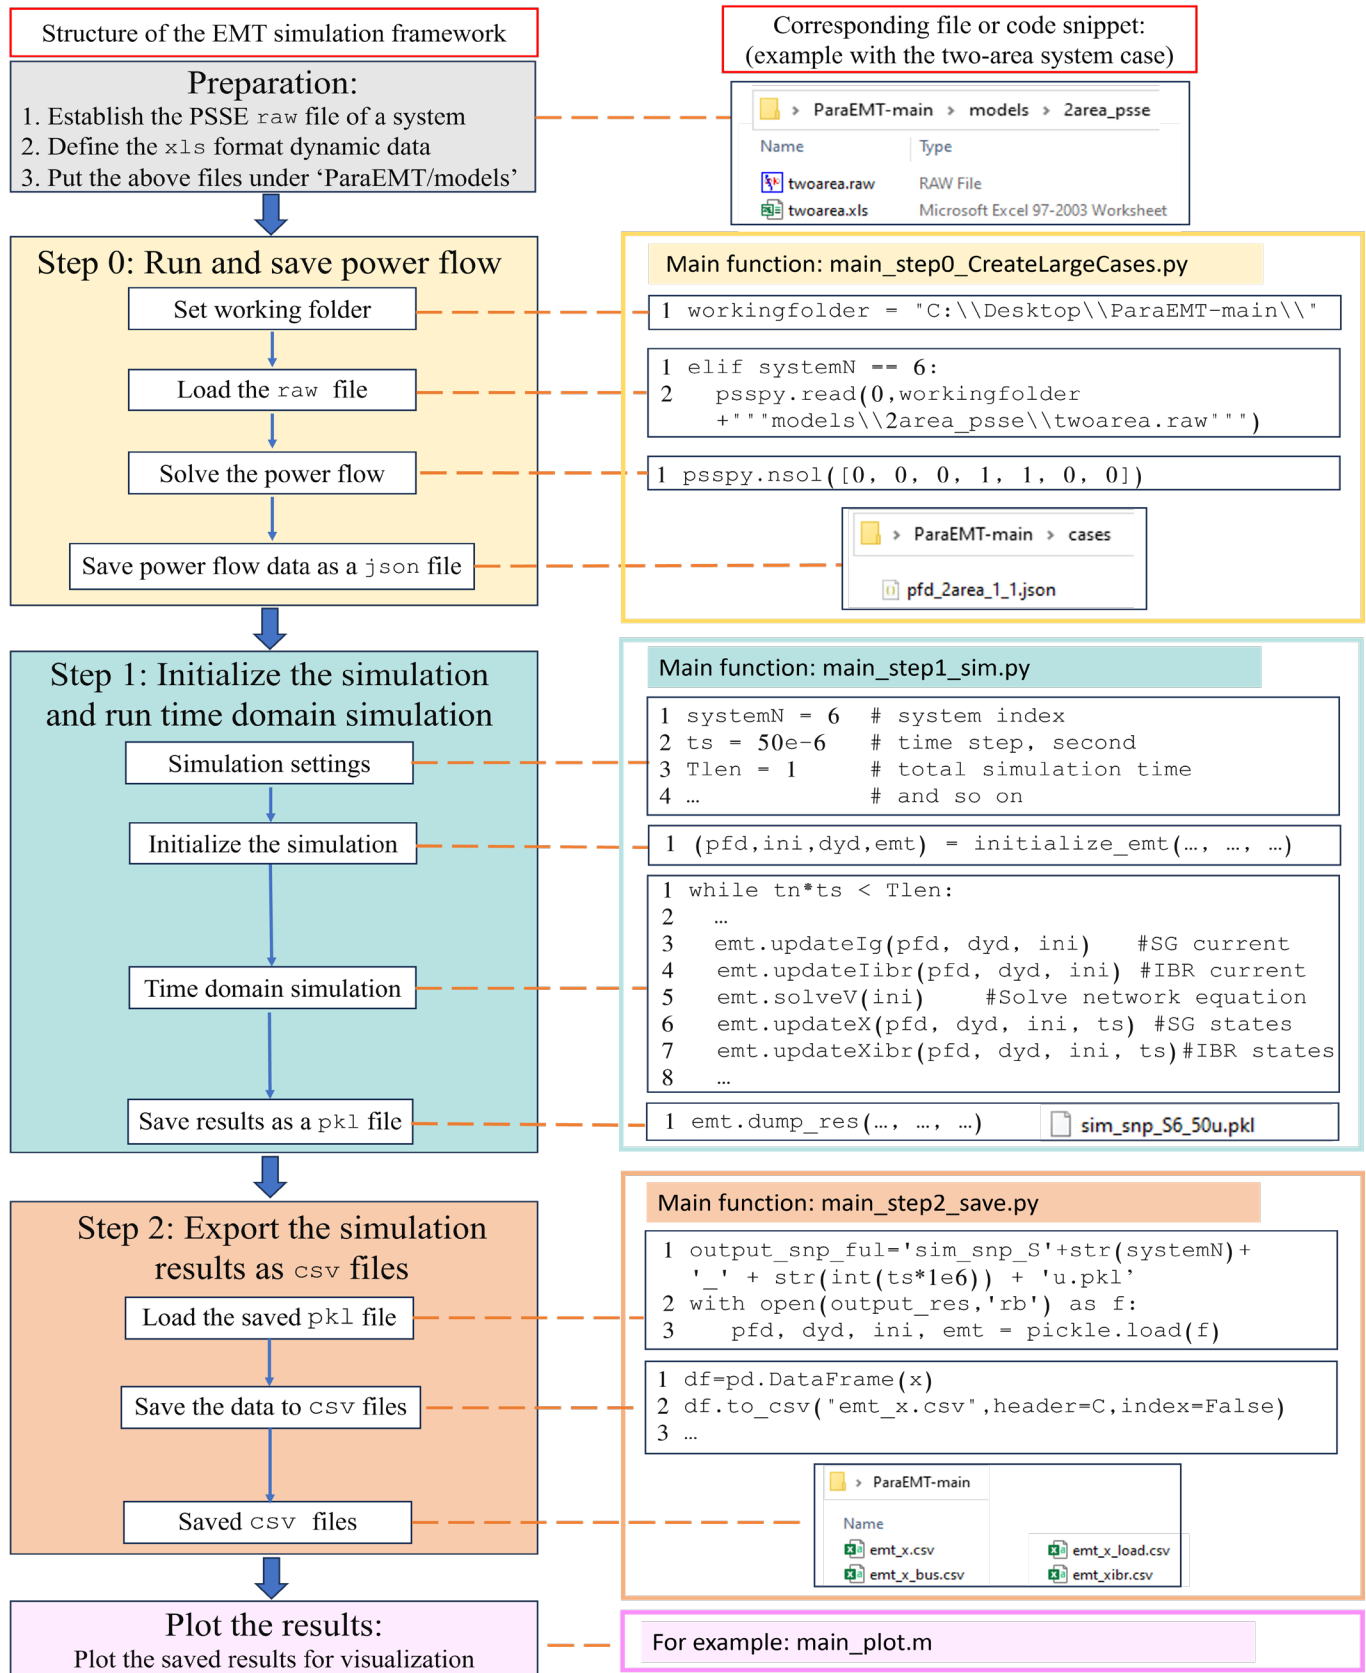 Structure of the EMT simulation framework
Corresponding file or code snippet:
(example with the two-area system case)
Preparation:
1. Establish the PSSE raw file of a system
2. Define the xls format dynamic data
3. Put the above files under ‘ParaEMT/models’
> ParaEMT-main > models > 2area_psse
Name Type
twoarea.raw RAW File
twoarea.xls Microsoft Excel 97-2003 Worksheet
Step 0: Run and save power flow
Set working folder
Load the raw file
Solve the power flow
Save power flow data as a json file
Main function: main_step0_CreateLargeCases.py
1 workingfolder = "C:\\Desktop\\ParaEMT-main\\"
1 elif systemN == 6:
2 psspy.read(0,workingfolder
+"""models\\2area_psse\\twoarea.raw""")
1 psspy.nsol([0, 0, 0, 1, 1, 0, 0])
> ParaEMT-main > cases
pfd_2area_1_1.json
Step 1: Initialize the simulation
and run time domain simulation
Simulation settings
Initialize the simulation
Time domain simulation
Save results as a pkl file
Main function: main_step1_sim.py
1 systemN = 6 # system index
2 ts = 50e-6 # time step, second
3 Tlen = 1 # total simulation time
4 … # and so on
1 (pfd,ini,dyd,emt) = initialize_emt(…, …, …)
1 while tn*ts < Tlen:
2 …
3 emt.updateIg(pfd, dyd, ini) #SG current
4 emt.updateIibr(pfd, dyd, ini) #IBR current
5 emt.solveV(ini) #Solve network equation
6 emt.updateX(pfd, dyd, ini, ts) #SG states
7 emt.updateXibr(pfd, dyd, ini, ts)#IBR states
8 …
1 emt.dump_res(…, …, …) sim_snp_S6_50u.pkl
Step 2: Export the simulation
results as csv files
Load the saved pkl file
Save the data to csv files
Saved csv files
Main function: main_step2_save.py
1 output_snp_ful='sim_snp_S'+str(systemN)+
'_' + str(int(ts*1e6)) + 'u.pkl’
2 with open(output_res,'rb') as f:
3 pfd, dyd, ini, emt = pickle.load(f)
1 df=pd.DataFrame(x)
2 df.to_csv("emt_x.csv",header=C,index=False)
3 …
> ParaEMT-main
Name
emt_x.csv emt_x_load.csv
emt_x_bus.csv emt_xibr.csv
Plot the results:
Plot the saved results for visualization
For example: main_plot.m